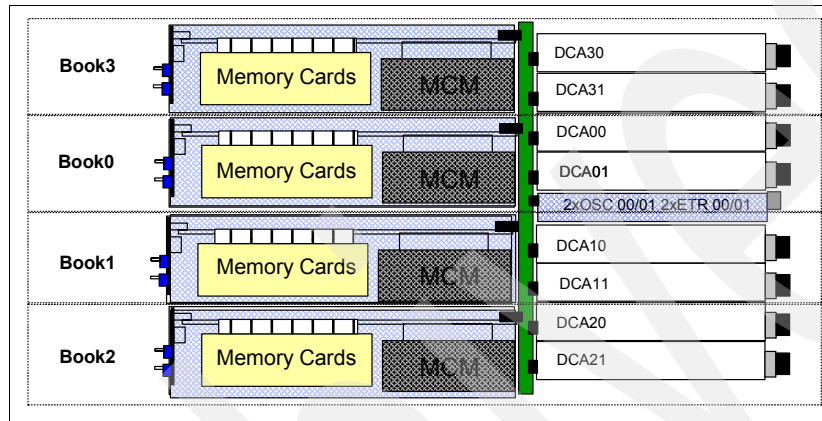 Book3
Memory Cards
MCM
DCA30
DCA31
Book0
Memory Cards
MCM
DCA00
DCA01
2xOSC 00/01 2xETR 00/01
Book1
Memory Cards
MCM
DCA10
DCA11
Book2
Memory Cards
MCM
DCA20
DCA21